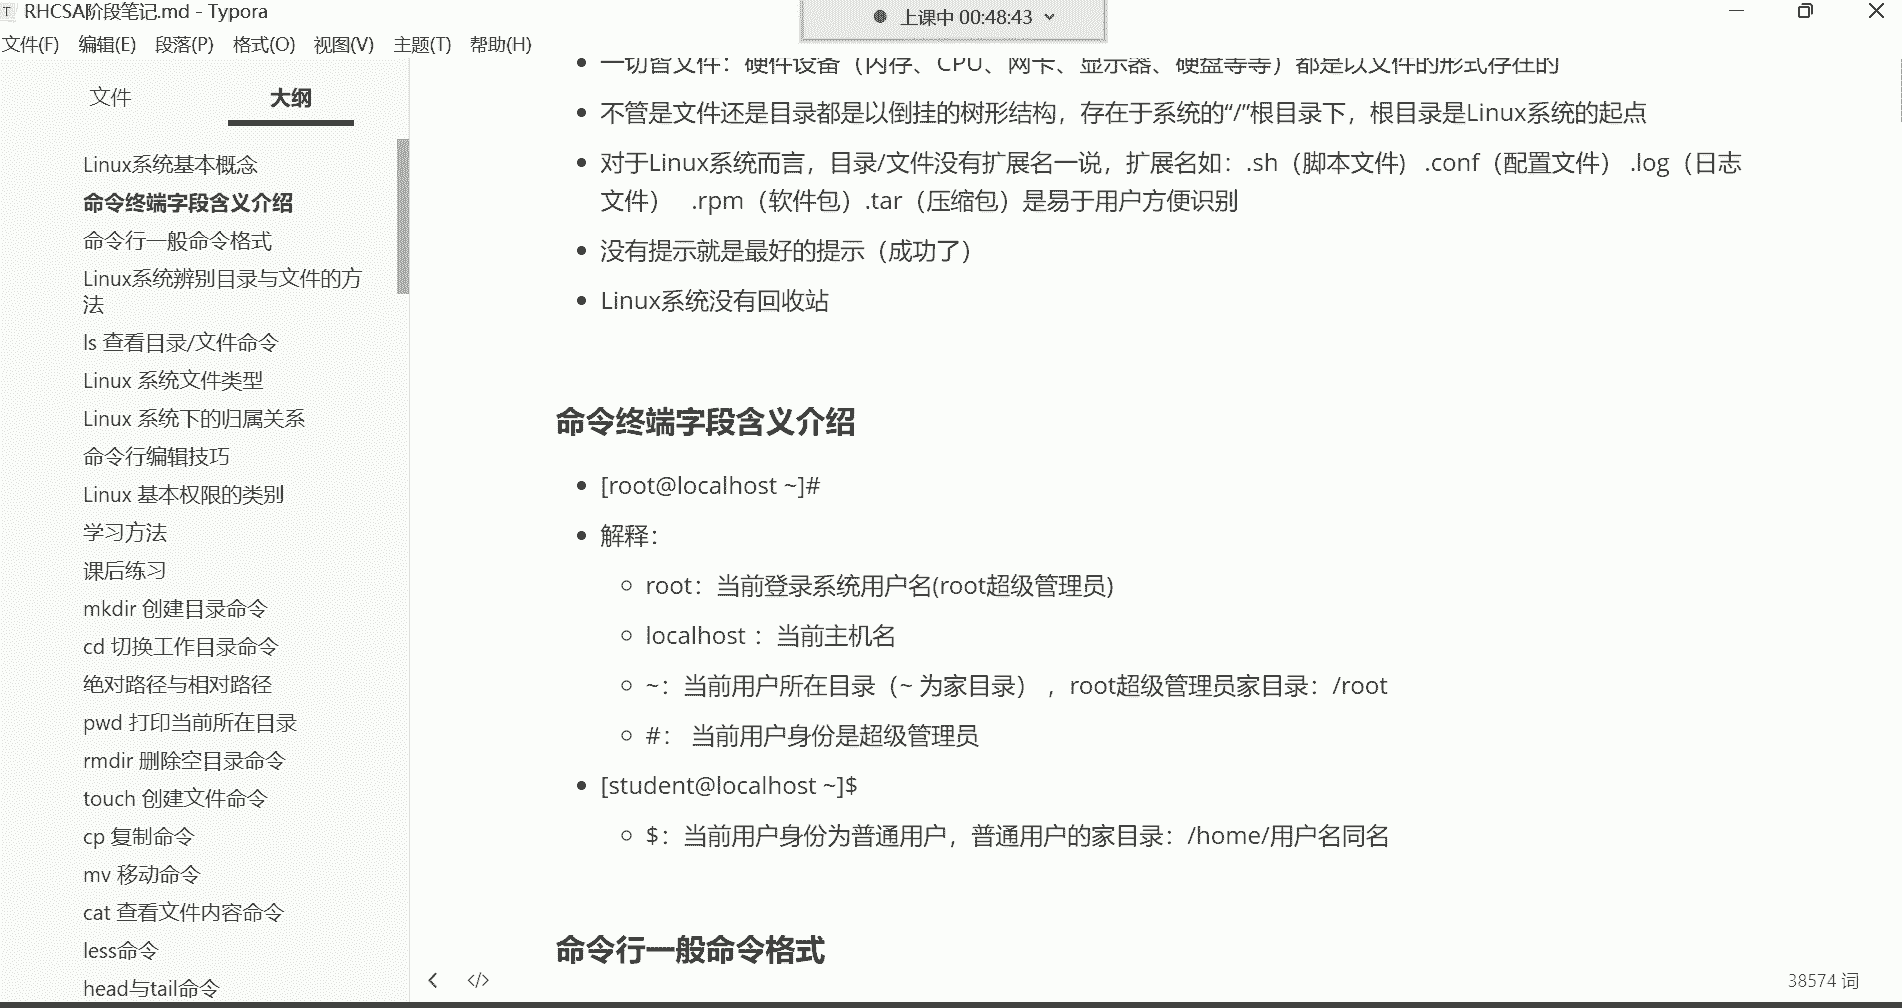 RHCSA阶段笔记.md - Typora
上课中 00:48:43
文件(F) 编辑(E) 段落(P) 格式(O) 视图(V) 主题(T) 帮助(H)
文件 大纲
Linux系统基本概念
命令终端字段含义介绍
命令行一般命令格式
Linux系统辨别目录与文件的方
法
ls 查看目录/文件命令
Linux 系统文件类型
Linux 系统下的归属关系
命令行编辑技巧
Linux 基本权限的类别
学习方法
课后练习
mkdir 创建目录命令
cd 切换工作目录命令
绝对路径与相对路径
pwd 打印当前所在目录
rmdir 删除空目录命令
touch 创建文件命令
cp 复制命令
mv 移动命令
cat 查看文件内容命令
less命令
head与tail命令
一切皆文件：硬件设备（内存、CPU、网卡、显示器、硬盘等等）都是以文件的形式存在的
不管是文件还是目录都是以倒挂的树形结构，存在于系统的“/”根目录下，根目录是Linux系统的起点
对于Linux系统而言，目录/文件没有扩展名一说，扩展名如：.sh（脚本文件）.conf（配置文件） .log（日志
文件） .rpm（软件包）.tar（压缩包）是易于用户方便识别
没有提示就是最好的提示（成功了）
Linux系统没有回收站
命令终端字段含义介绍
[root@localhost ~]#
解释：
root：当前登录系统用户名(root超级管理员)
localhost ：当前主机名
~：当前用户所在目录（~ 为家目录） ，root超级管理员家目录：/root
#： 当前用户身份是超级管理员
[student@localhost ~]$
$：当前用户身份为普通用户，普通用户的家目录：/home/用户名同名
命令行一般命令格式
38574 词